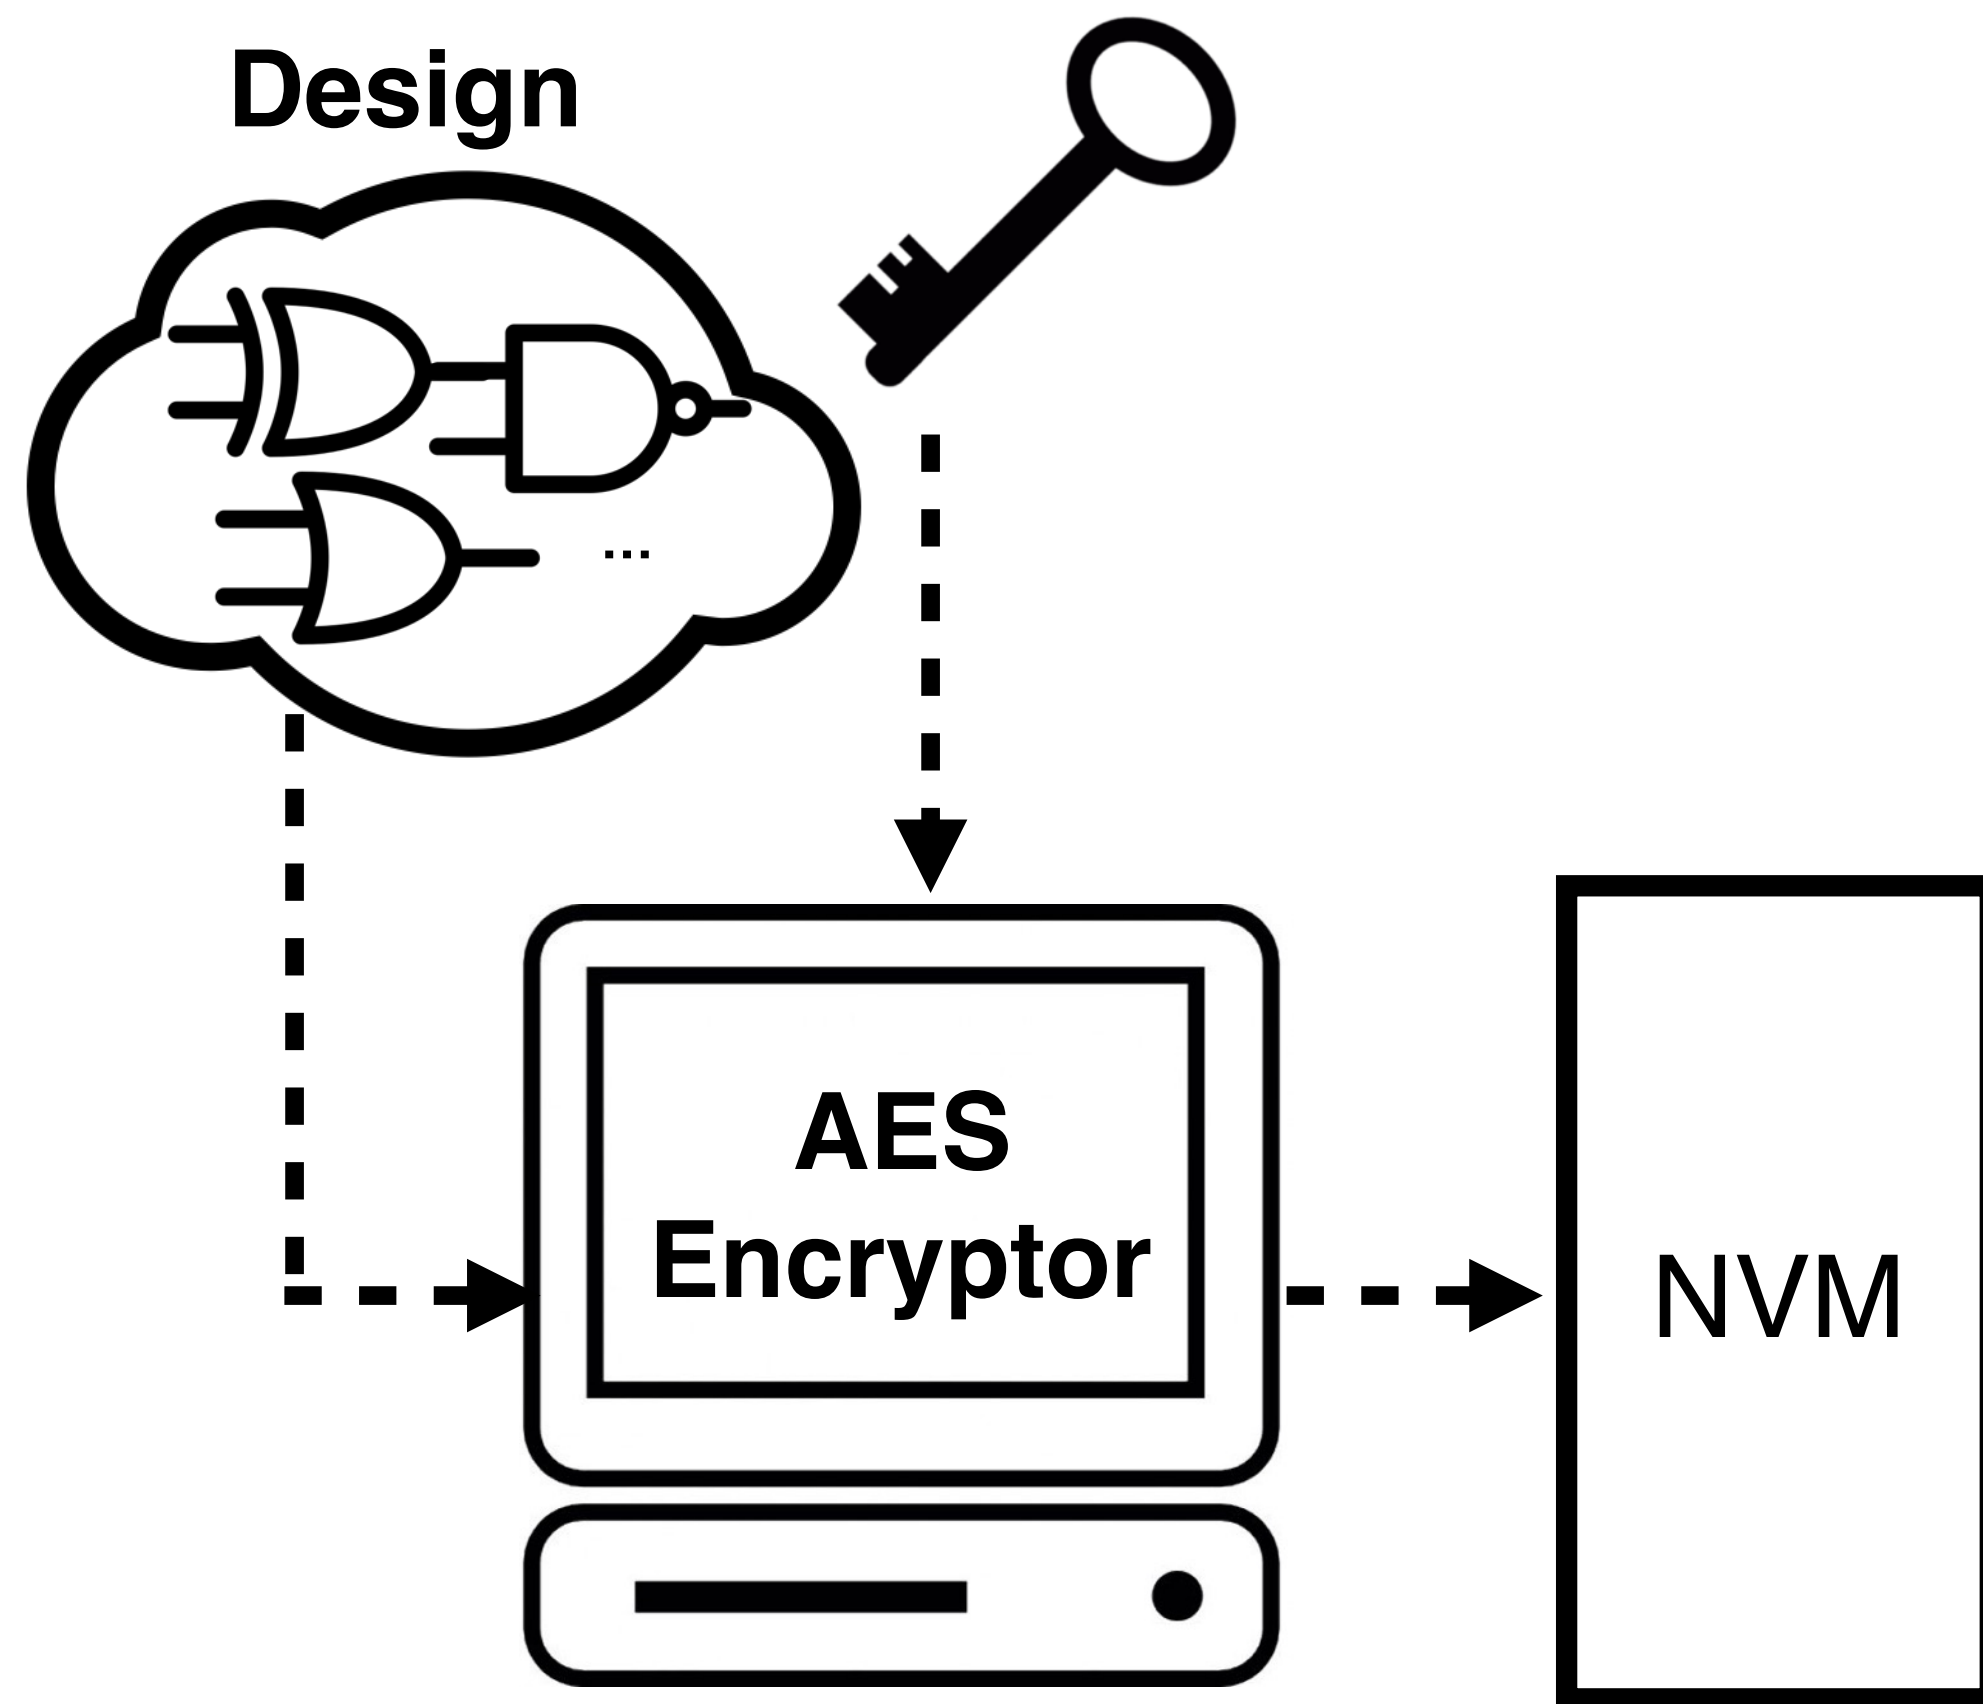 Design
...
AES
Encryptor
NVM